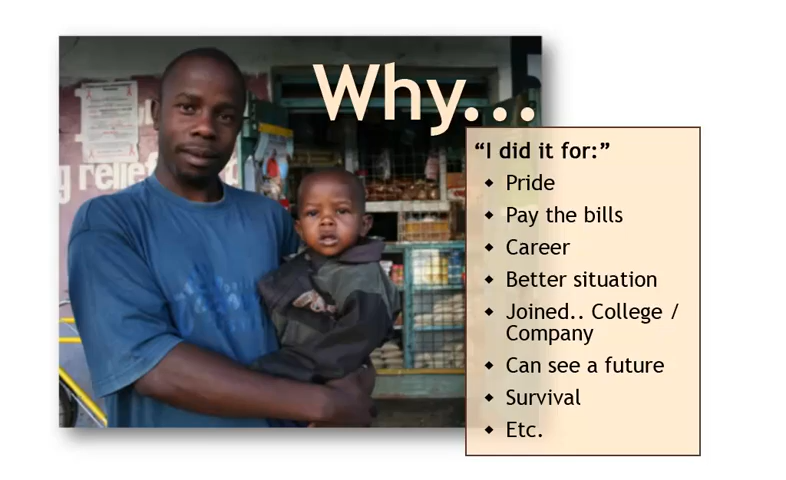 Why...
g relief
“I did it for:”
Pride
Pay the bills
Career
Better situation
Joined.. College /
Company
Can see a future
Survival
Etc.